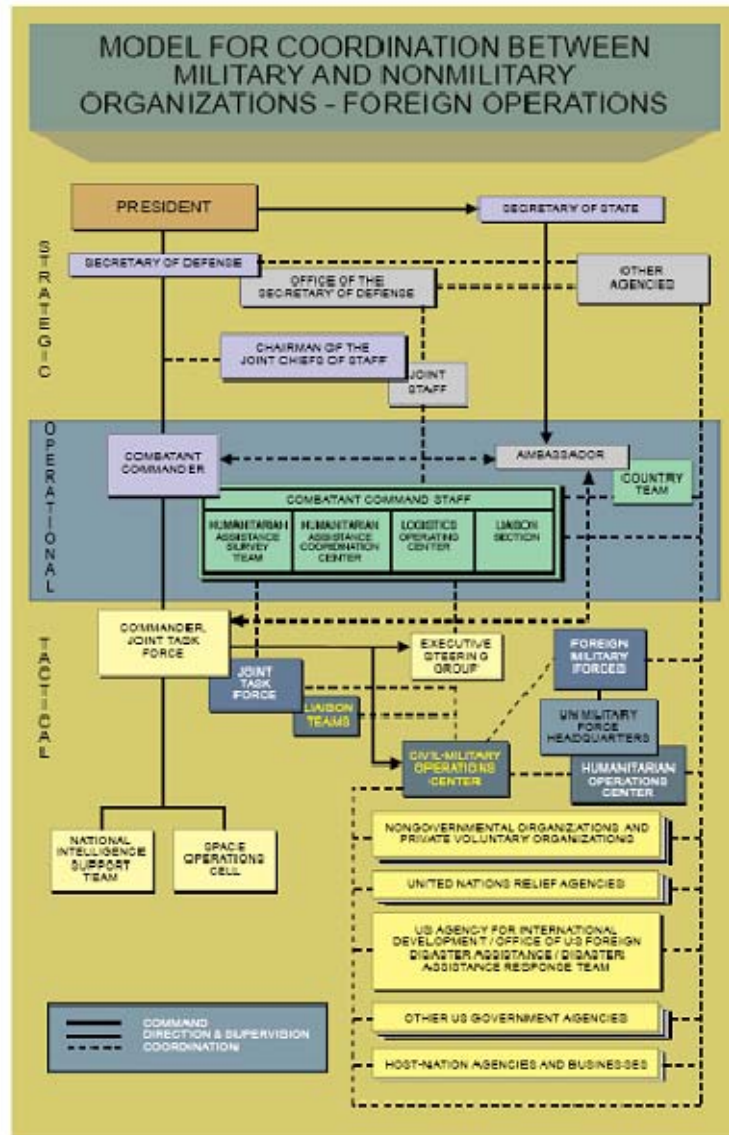 MODEL FOR COORDINATION BETWEEN
MILITARY AND NONMILITARY
ORGANIZATIONS - FOREIGN OPERATIONS
STRATEGIC
PRESIDENT
SECRETARY OF STATE
SECRETARY OF DEFENSE
OFFICE OF THE
SECRETARY OF DEFENSE
OTHER
AGENCIES
CHAIRMAN OF THE
JOINT CHIEFS OF STAFF
JOINT
STAFF
OPERATIONAL
COMBATANT
COMMANDER
AMBASSADOR
COUNTRY
TEAM
COMBATANT COMMAND STAFF
HUMANITARIAN
ASSISTANCE
SURVEY
TEAM
HUMANITARIAN
ASSISTANCE
COORDINATION
CENTER
LOGISTICS
OPERATING
CENTER
LIAISON
SECTION
TACTICAL
COMMANDER,
JOINT TASK
FORCE
EXECUTIVE
STEERING
GROUP
FOREIGN
MILITARY
FORCES
JOINT
TASK
FORCE
LIAISON
TEAMS
UN MILITARY
FORCE
HEADQUARTERS
CIVIL-MILITARY
OPERATIONS
CENTER
HUMANITARIAN
OPERATIONS
CENTER
NATIONAL
INTELLIGENCE
SUPPORT
TEAM
SPACE
OPERATIONS
CELL
NONGOVERNMENTAL ORGANIZATIONS AND
PRIVATE VOLUNTARY ORGANIZATIONS
UNITED NATIONS RELIEF AGENCIES
US AGENCY FOR INTERNATIONAL
DEVELOPMENT / OFFICE OF US FOREIGN
DISASTER ASSISTANCE / DISASTER
ASSISTANCE RESPONSE TEAM
OTHER US GOVERNMENT AGENCIES
HOST-NATION AGENCIES AND BUSINESSES
COMMAND
DIRECTION & SUPERVISION
COORDINATION